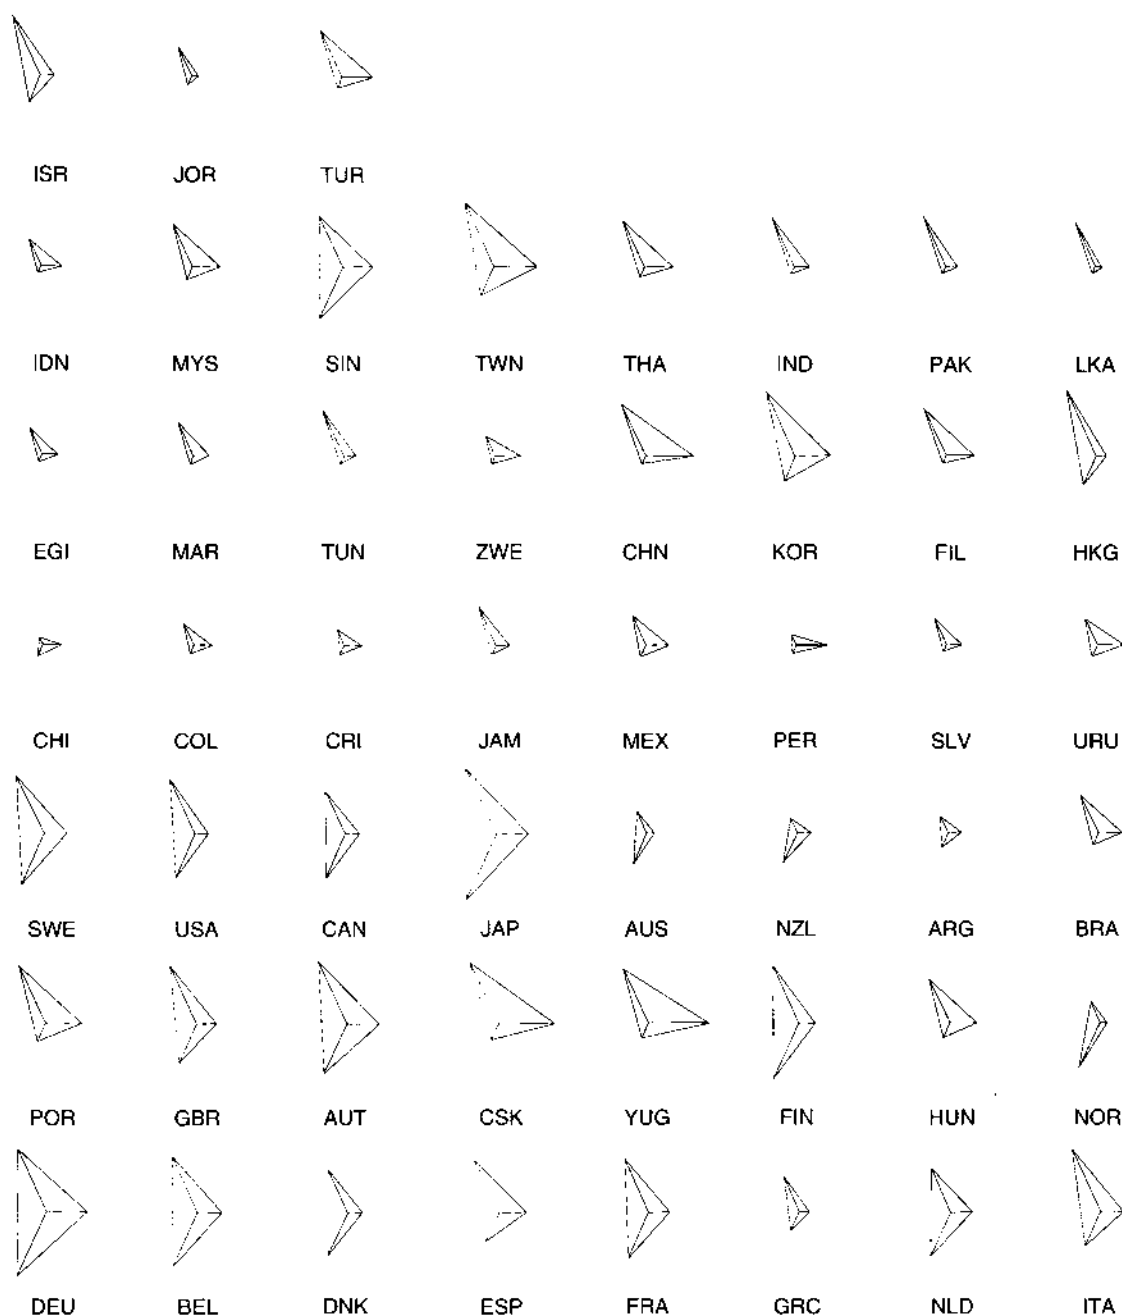 ISR JOR TUR
IDN MYS SIN TWN THA IND PAK LKA
EGI MAR TUN ZWE CHN KOR FIL HKG
CHI COL CRI JAM MEX PER SLV URU
SWE USA CAN JAP AUS NZL ARG BRA
POR GBR AUT CSK YUG FIN HUN NOR
DEU BEL DNK ESP FRA GRC NLD ITA